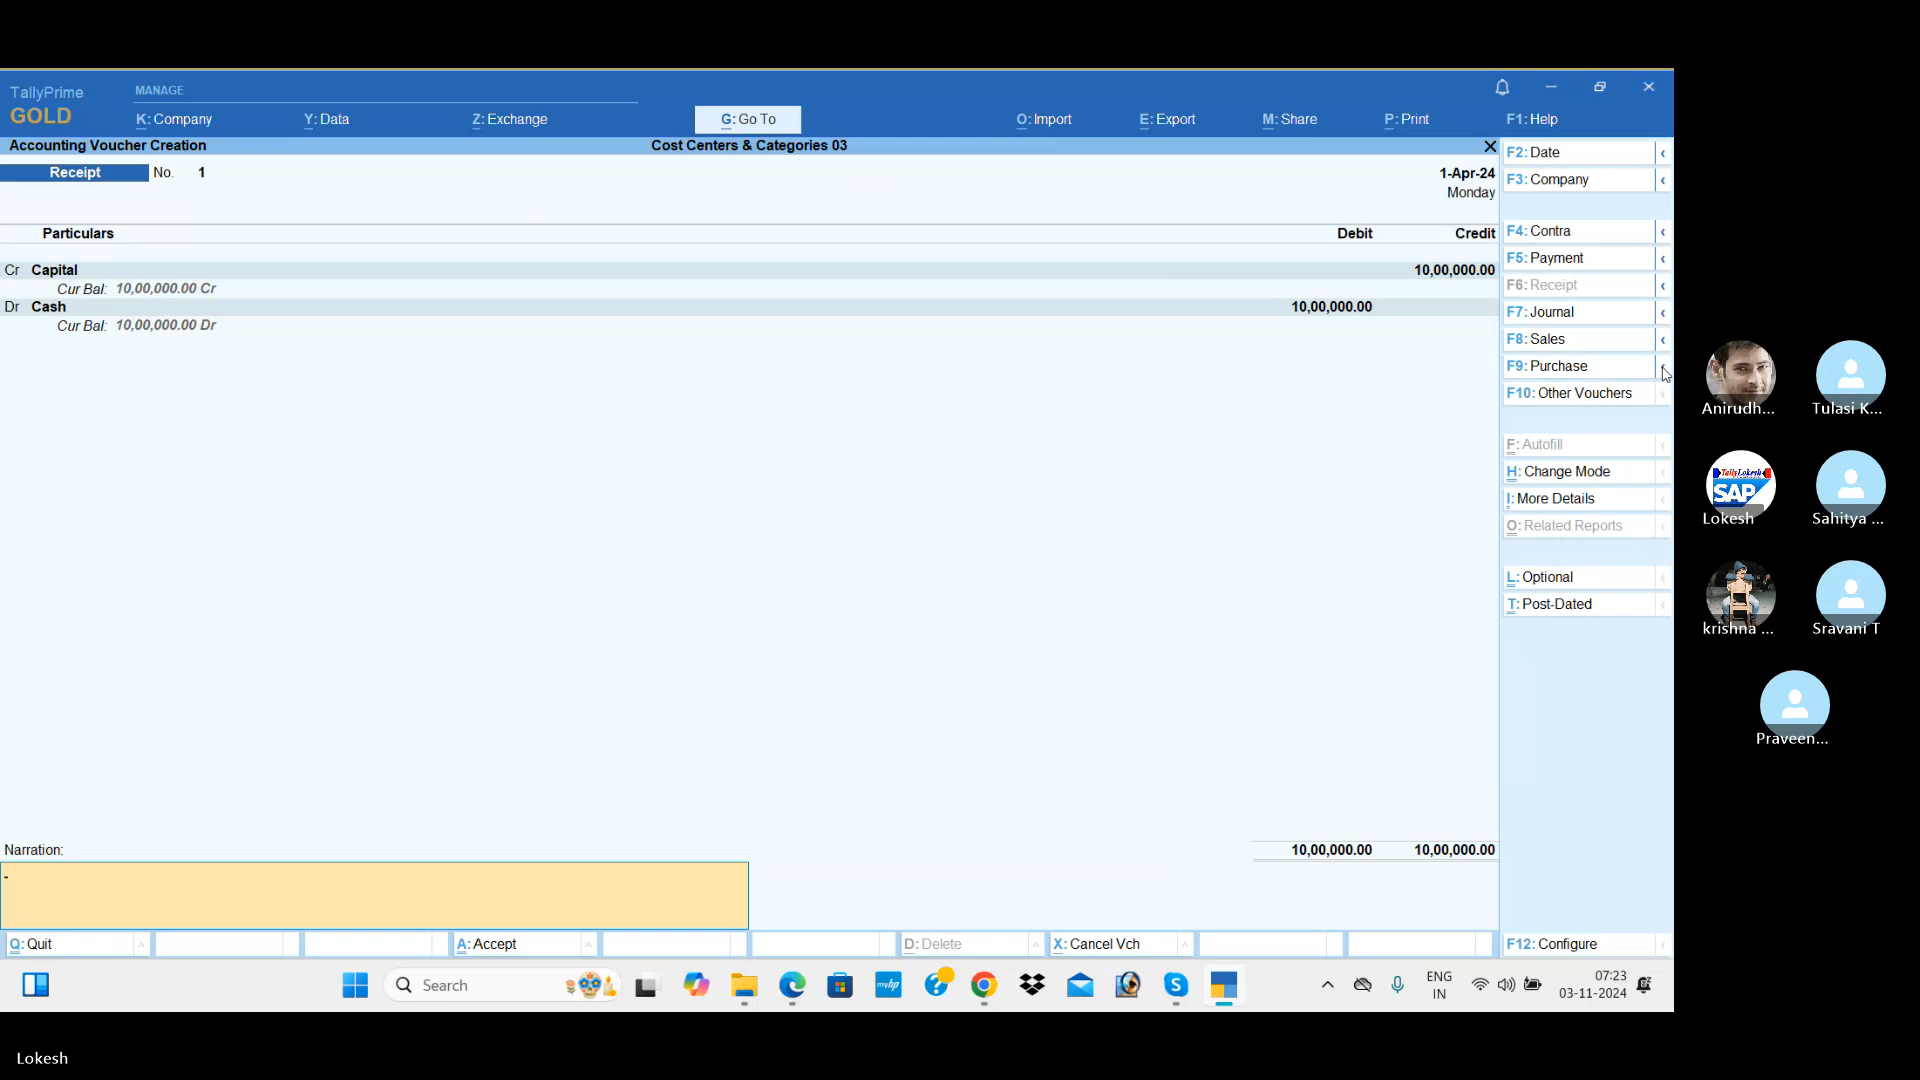 TallyPrime
GOLD
MANAGE
K: Company
Y: Data
Z: Exchange
G: Go To
O: Import
E: Export
M: Share
P: Print
F1: Help
Accounting Voucher Creation
Cost Centers & Categories 03
Receipt No. 1
1-Apr-24
Monday
Particulars Debit Credit
Cr Capital 10,00,000.00
Cur Bal: 10,00,000.00 Cr
Dr Cash 10,00,000.00
Cur Bal: 10,00,000.00 Dr
Narration: 10,00,000.00 10,00,000.00
-
Q: Quit
A: Accept
D: Delete
X: Cancel Vch
F2: Date
F3: Company
F4: Contra
F5: Payment
F6: Receipt
F7: Journal
F8: Sales
F9: Purchase
F10: Other Vouchers
F: Autofill
H: Change Mode
I: More Details
O: Related Reports
L: Optional
T: Post-Dated
F12: Configure
Search
myhp
ENG
IN
07:23
03-11-2024
Anirudh...
Tulasi K...
TallyLokesh
SAP
Lokesh
Sahitya ...
krishna ...
Sravani T
Praveen...
Lokesh